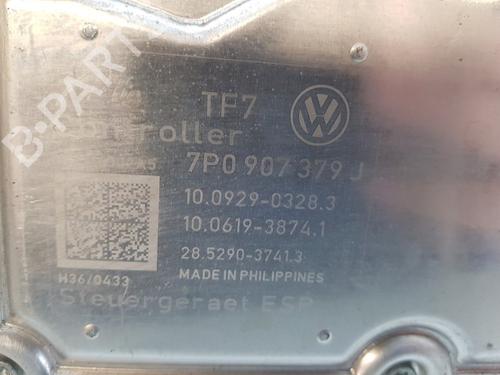 TF7
7P0 907 379 J
10.0929-0328.3
10.0619-3874.1
28.5290-3741.3
H36/0433
MADE IN PHILIPPINES
Steuergeraet ESP
B-PARTS